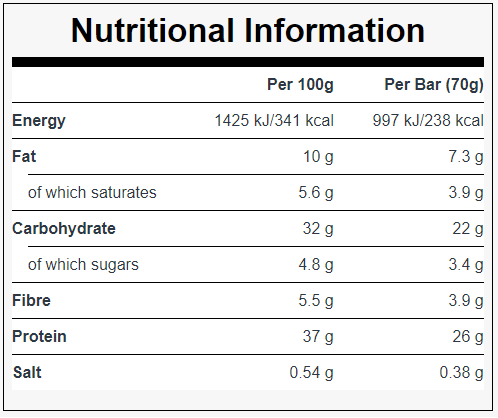 Nutritional Information
Per 100g Per Bar (70g)
Energy 1425 kJ/341 kcal 997 kJ/238 kcal
Fat 10 g 7.3 g
of which saturates 5.6 g 3.9 g
Carbohydrate 32 g 22 g
of which sugars 4.8 g 3.4 g
Fibre 5.5 g 3.9 g
Protein 37 g 26 g
Salt 0.54 g 0.38 g